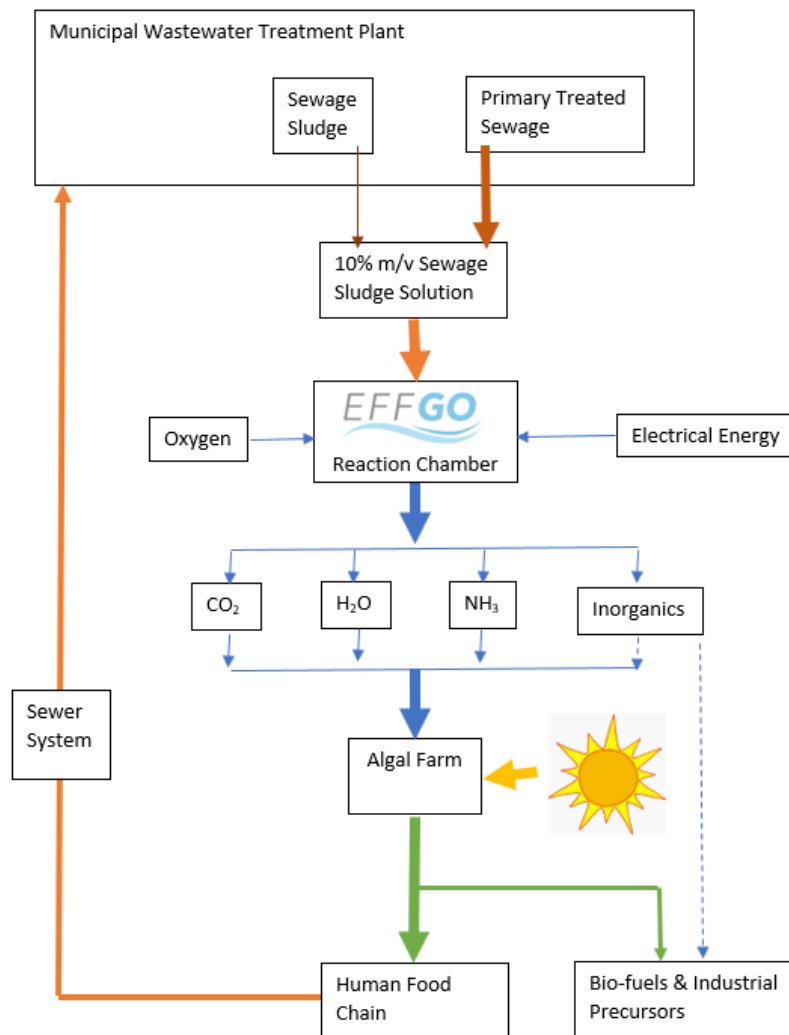 Municipal Wastewater Treatment Plant
Sewage
Sludge
Primary Treated
Sewage
10% m/v Sewage
Sludge Solution
EFFGO
Reaction Chamber
Oxygen
Electrical Energy
CO₂
H₂O
NH₃
Inorganics
Sewer
System
Algal Farm
Human Food
Chain
Bio-fuels & Industrial
Precursors